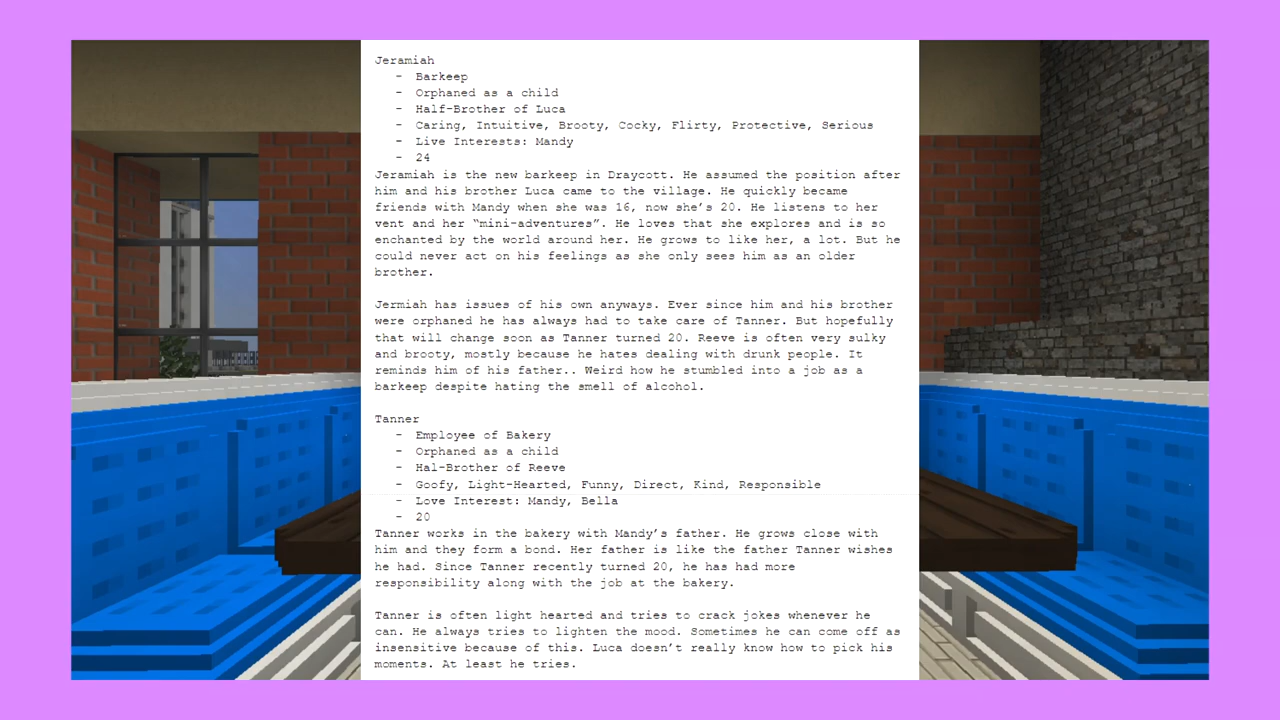 Jeramiah
- Barkeep
- Orphaned as a child
- Half-Brother of Luca
- Caring, Intuitive, Brooty, Cocky, Flirty, Protective, Serious
- Live Interests: Mandy
- 24
Jeramiah is the new barkeep in Draycott. He assumed the position after
him and his brother Luca came to the village. He quickly became
friends with Mandy when she was 16, now she’s 20. He listens to her
vent and her “mini-adventures”. He loves that she explores and is so
enchanted by the world around her. He grows to like her, a lot. But he
could never act on his feelings as she only sees him as an older
brother.
Jermiah has issues of his own anyways. Ever since him and his brother
were orphaned he has always had to take care of Tanner. But hopefully
that will change soon as Tanner turned 20. Reeve is often very sulky
and brooty, mostly because he hates dealing with drunk people. It
reminds him of his father.. Weird how he stumbled into a job as a
barkeep despite hating the smell of alcohol.
Tanner
- Employee of Bakery
- Orphaned as a child
- Hal-Brother of Reeve
- Goofy, Light-Hearted, Funny, Direct, Kind, Responsible
- Love Interest: Mandy, Bella
- 20
Tanner works in the bakery with Mandy’s father. He grows close with
him and they form a bond. Her father is like the father Tanner wishes
he had. Since Tanner recently turned 20, he has had more
responsibility along with the job at the bakery.
Tanner is often light hearted and tries to crack jokes whenever he
can. He always tries to lighten the mood. Sometimes he can come off as
insensitive because of this. Luca doesn’t really know how to pick his
moments. At least he tries.